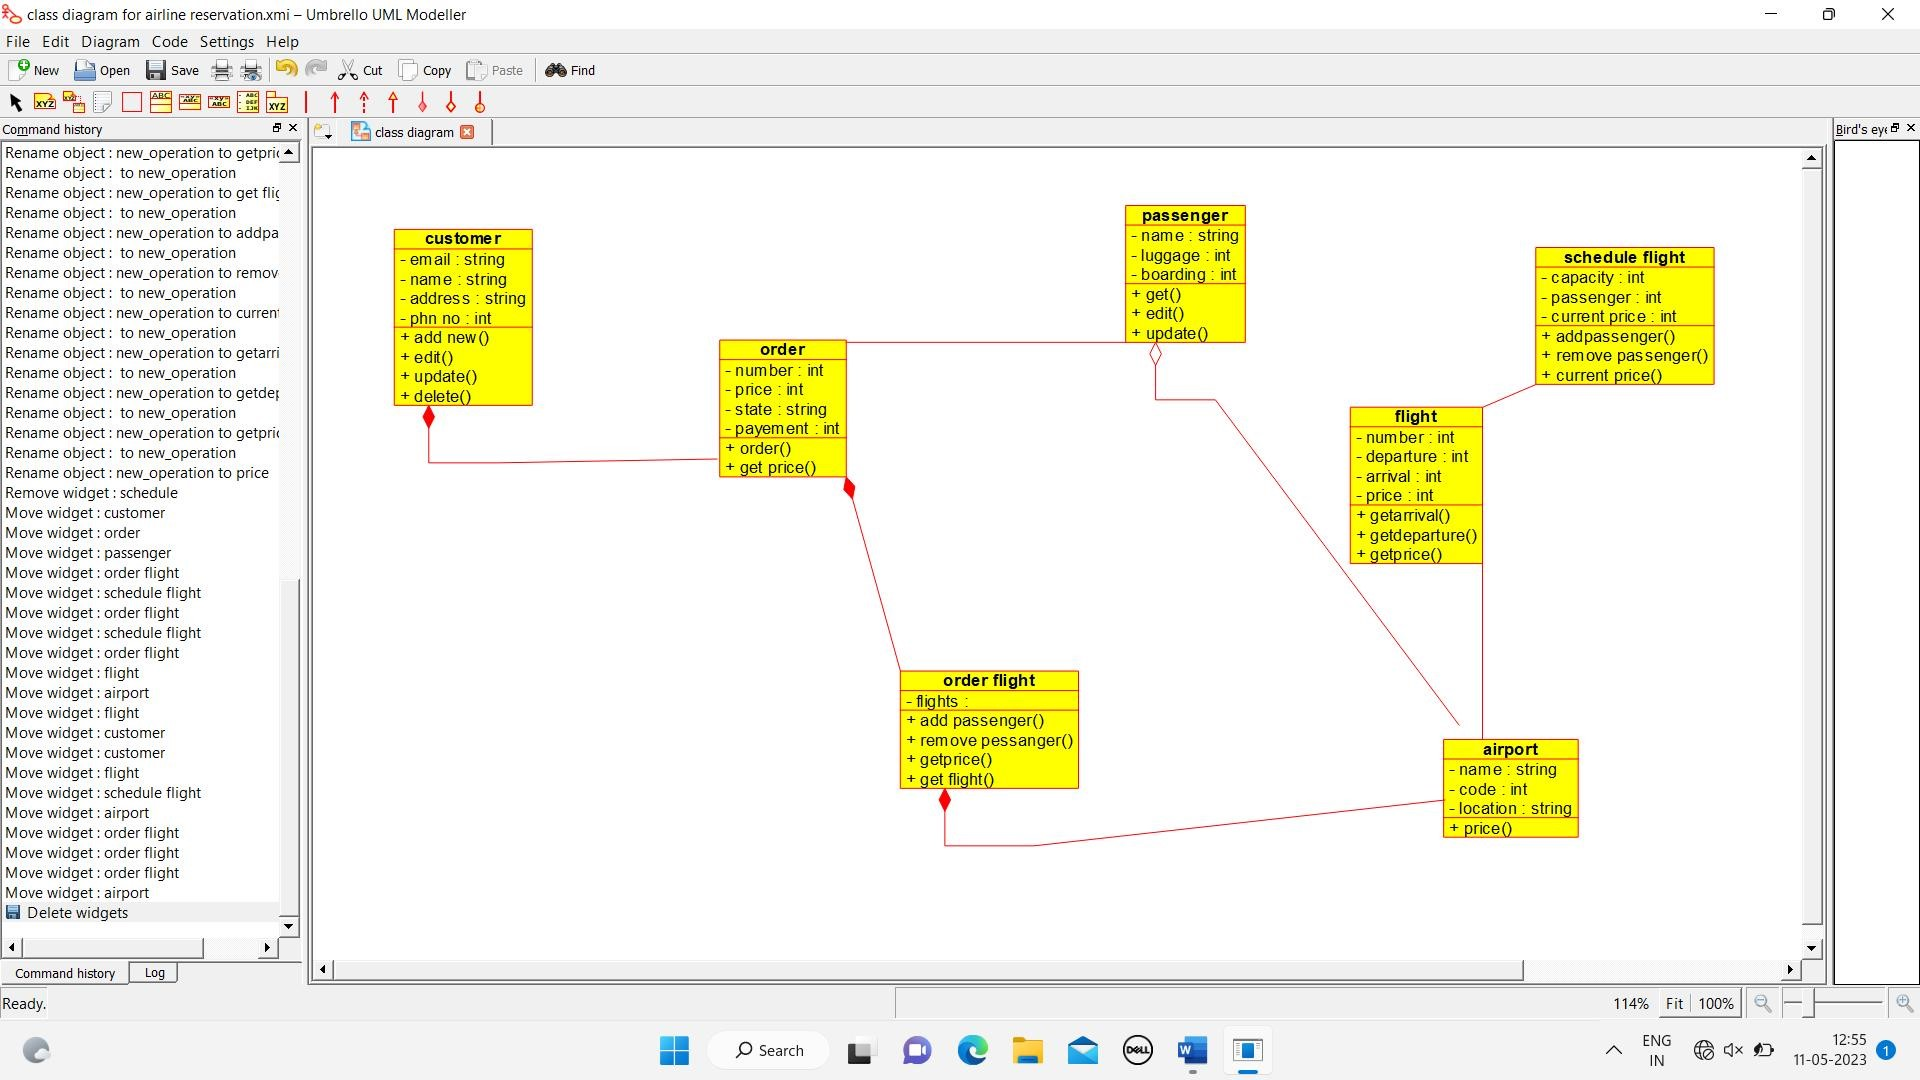 class diagram for airline reservation.xmi – Umbrello UML Modeller
File Edit Diagram Code Settings Help
New Open Save Cut Copy Paste Find
Command history
class diagram
Bird's eye
Rename object : new_operation to getpric
Rename object : to new_operation
Rename object : new_operation to get flig
Rename object : to new_operation
Rename object : new_operation to addpa
Rename object : to new_operation
Rename object : new_operation to remov
Rename object : to new_operation
Rename object : new_operation to current
Rename object : to new_operation
Rename object : new_operation to getarri
Rename object : to new_operation
Rename object : new_operation to getdep
Rename object : to new_operation
Rename object : new_operation to getpric
Rename object : to new_operation
Rename object : new_operation to price
Remove widget : schedule
Move widget : customer
Move widget : order
Move widget : passenger
Move widget : order flight
Move widget : schedule flight
Move widget : order flight
Move widget : schedule flight
Move widget : order flight
Move widget : flight
Move widget : airport
Move widget : flight
Move widget : customer
Move widget : customer
Move widget : flight
Move widget : schedule flight
Move widget : airport
Move widget : order flight
Move widget : order flight
Move widget : order flight
Move widget : airport
Delete widgets
Command history Log
customer
- email : string
- name : string
- address : string
- phn no : int
+ add new()
+ edit()
+ update()
+ delete()
order
- number : int
- price : int
- state : string
- payement : int
+ order()
+ get price()
passenger
- name : string
- luggage : int
- boarding : int
+ get()
+ edit()
+ update()
schedule flight
- capacity : int
- passenger : int
- current price : int
+ addpassenger()
+ remove passenger()
+ current price()
flight
- number : int
- departure : int
- arrival : int
- price : int
+ getarrival()
+ getdeparture()
+ getprice()
order flight
- flights :
+ add passenger()
+ remove pessanger()
+ getprice()
+ get flight()
airport
- name : string
- code : int
- location : string
+ price()
Ready.
114% Fit 100%
Search
DELL
W
ENG
IN
12:55
11-05-2023
1